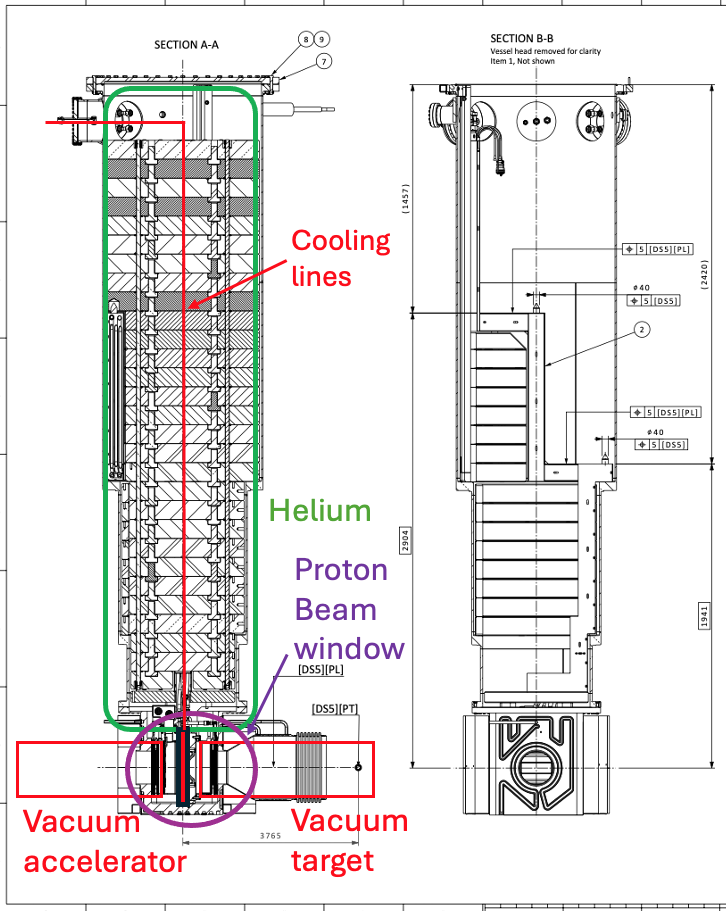 SECTION A-A
8
9
7
SECTION B-B
Vessel head removed for clarity
Item 1, Not shown
(1457)
(2420)
⌖ 5 [DS5][PL]
ø40
⌖ 5 [DS5]
2
Cooling
lines
⌖ 5 [DS5][PL]
ø40
⌖ 5 [DS5]
Helium
2904
Proton
Beam
window
1941
[DS5][PL]
[DS5][PT]
Vacuum
accelerator
3765
Vacuum
target